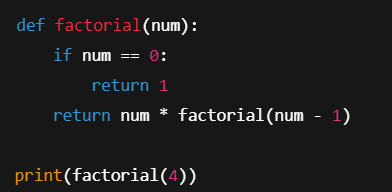 def factorial(num):
    if num == 0:
        return 1
    return num * factorial(num - 1)

print(factorial(4))